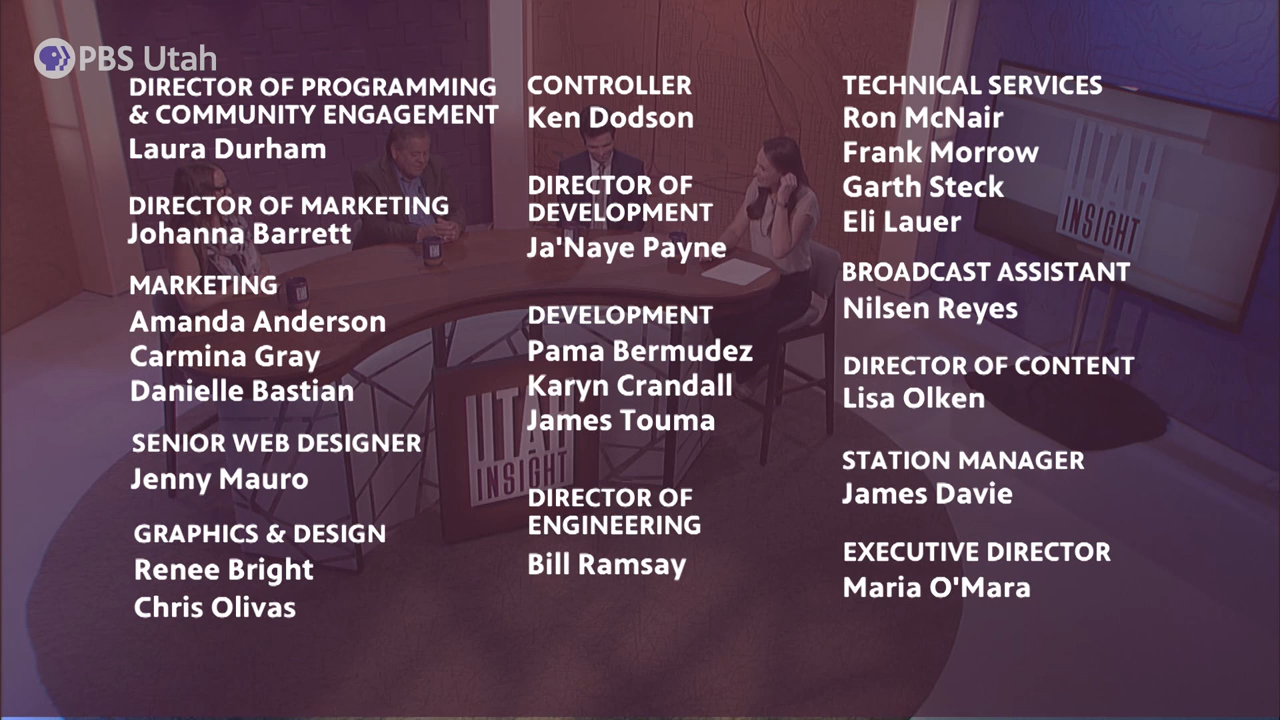 PBS Utah
DIRECTOR OF PROGRAMMING
& COMMUNITY ENGAGEMENT
Laura Durham
DIRECTOR OF MARKETING
Johanna Barrett
MARKETING
Amanda Anderson
Carmina Gray
Danielle Bastian
SENIOR WEB DESIGNER
Jenny Mauro
GRAPHICS & DESIGN
Renee Bright
Chris Olivas
CONTROLLER
Ken Dodson
DIRECTOR OF
DEVELOPMENT
Ja'Naye Payne
DEVELOPMENT
Pama Bermudez
Karyn Crandall
James Touma
DIRECTOR OF
ENGINEERING
Bill Ramsay
TECHNICAL SERVICES
Ron McNair
Frank Morrow
Garth Steck
Eli Lauer
BROADCAST ASSISTANT
Nilsen Reyes
DIRECTOR OF CONTENT
Lisa Olken
STATION MANAGER
James Davie
EXECUTIVE DIRECTOR
Maria O'Mara
UTAH
INSIGHT
UTAH
INSIGHT